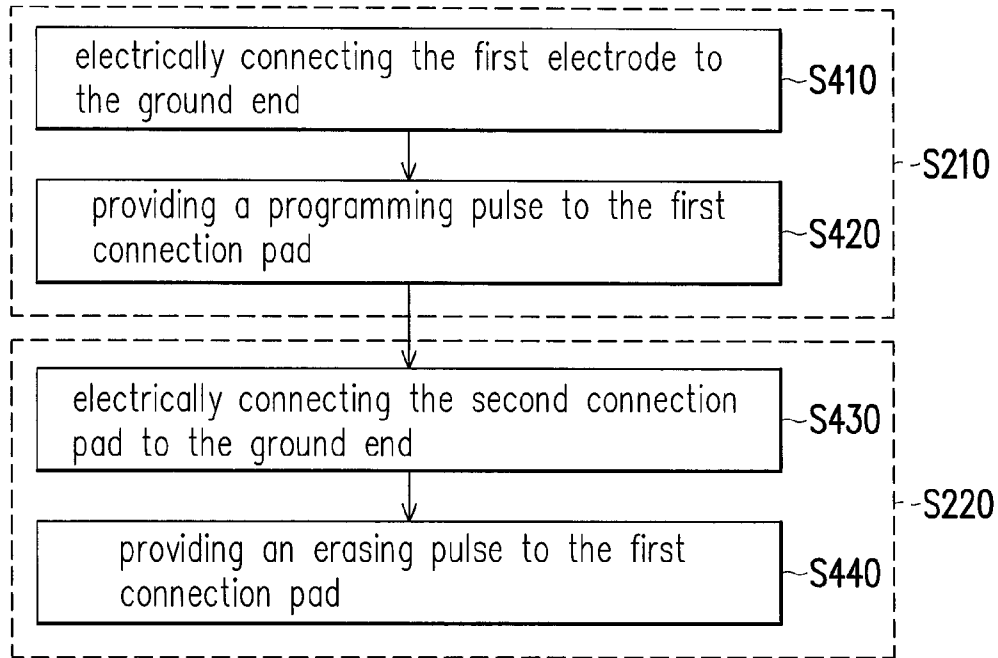 electrically connecting the first electrode to
the ground end
S410
S210
providing a programming pulse to the first
connection pad
S420
electrically connecting the second connection
pad to the ground end
S430
S220
providing an erasing pulse to the first
connection pad
S440